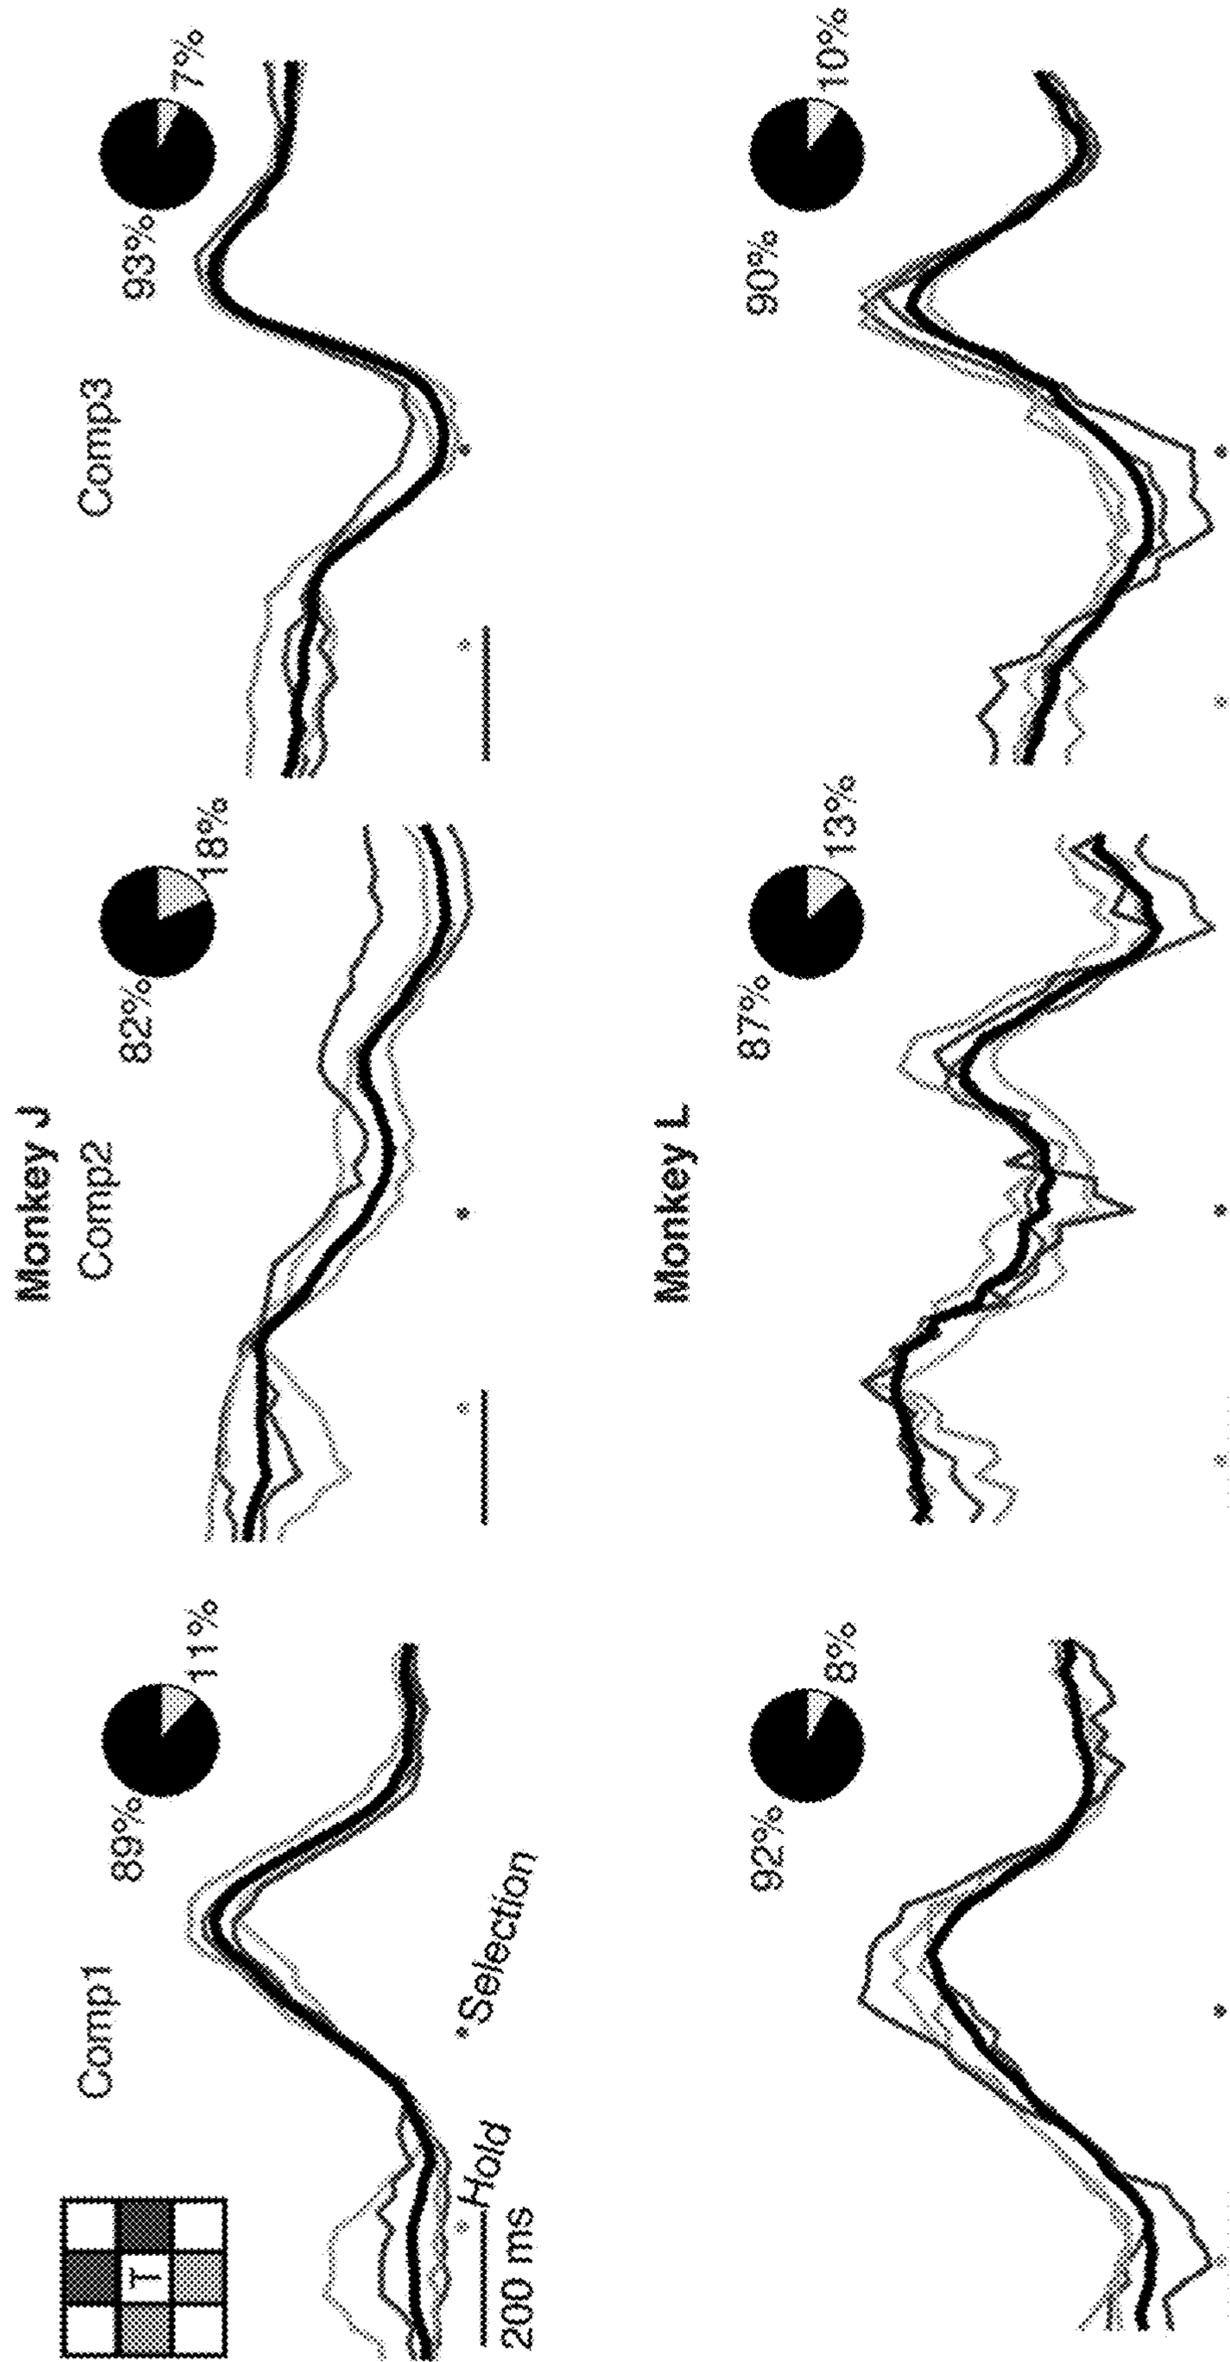 Monkey J
Comp1
Comp2
Comp3
T
89%
11%
82%
18%
93%
7%
Hold
*Selection
200 ms
Monkey L
92%
8%
87%
13%
90%
10%